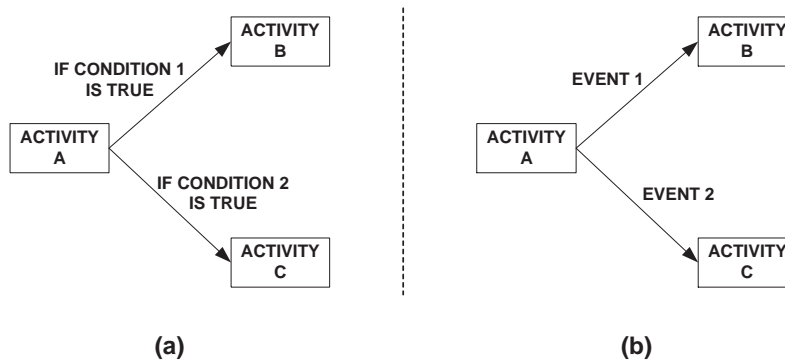 ACTIVITY
B
IF CONDITION 1
IS TRUE
ACTIVITY
A
IF CONDITION 2
IS TRUE
ACTIVITY
C
(a)
ACTIVITY
B
EVENT 1
ACTIVITY
A
EVENT 2
ACTIVITY
C
(b)